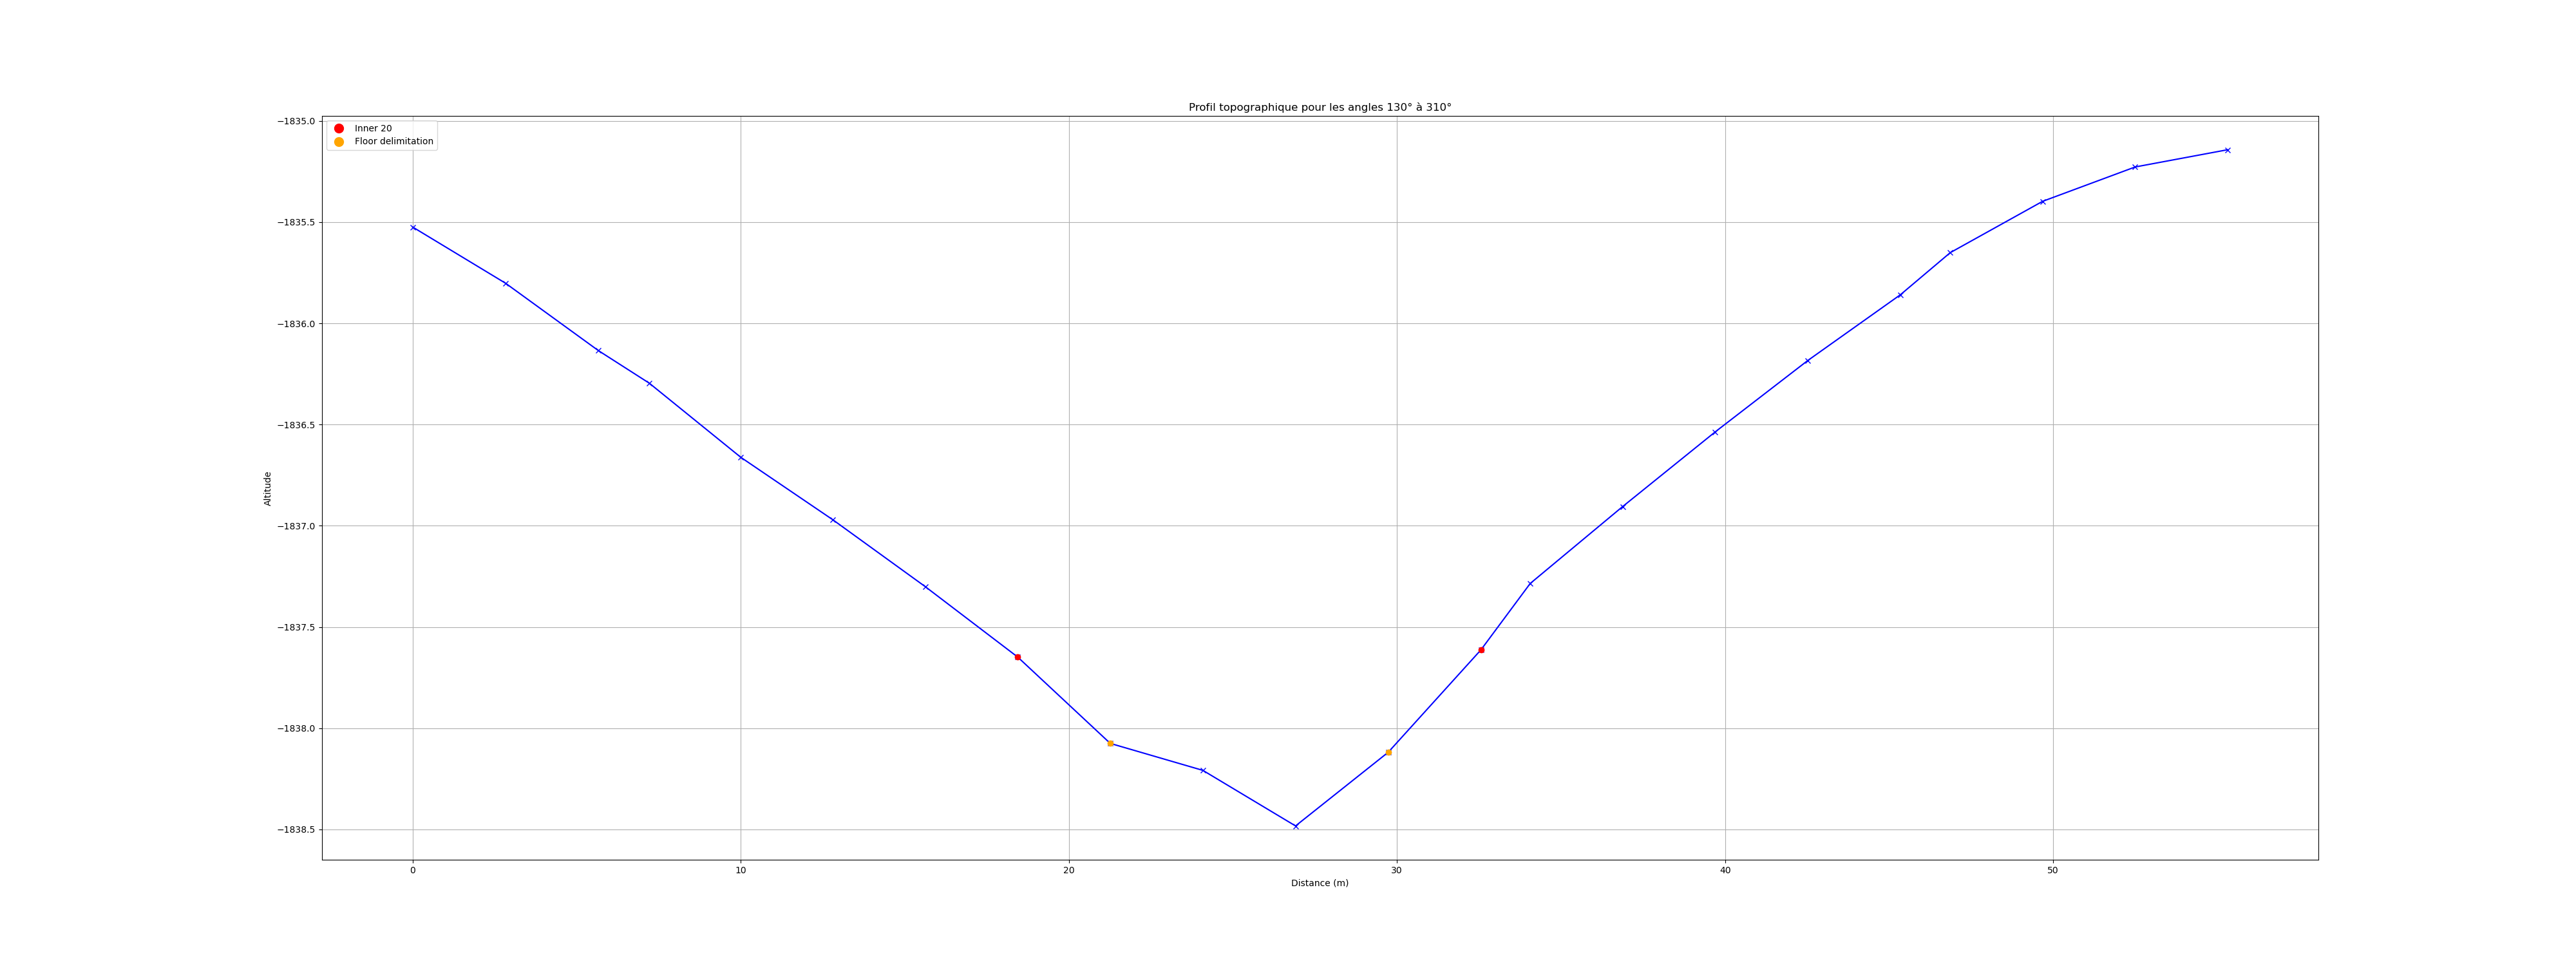 Profil topographique pour les angles 130° à 310°
Inner 20
Floor delimitation
−1835.0
−1835.5
−1836.0
−1836.5
−1837.0
−1837.5
−1838.0
−1838.5
Altitude
0 10 20 30 40 50
Distance (m)